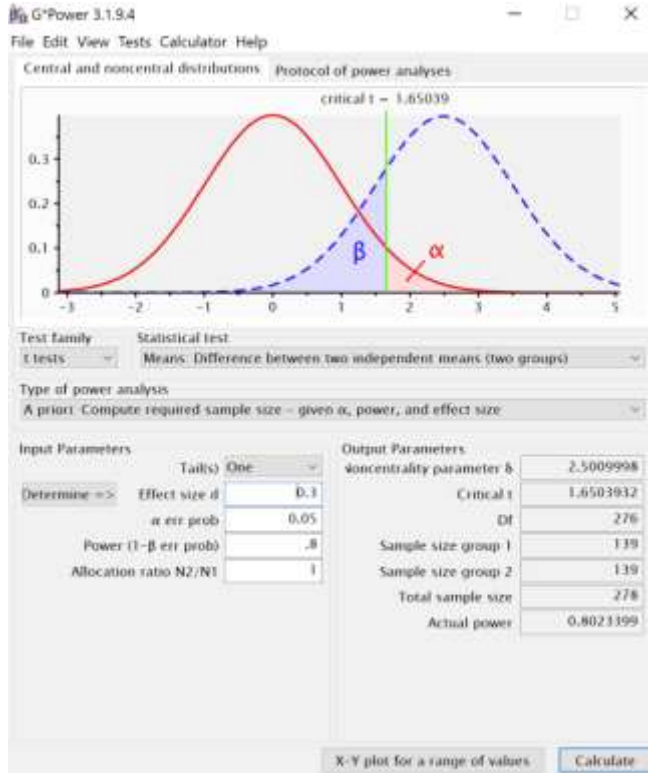 G*Power 3.1.9.4
File Edit View Tests Calculator Help
Central and noncentral distributions Protocol of power analyses
critical t = 1.65039
0.3
0.2
0.1
0
β
α
-3 -2 -1 0 1 2 3 4 5
Test family Statistical test
t tests Means: Difference between two independent means (two groups)
Type of power analysis
A priori: Compute required sample size – given α, power, and effect size
Input Parameters Output Parameters
Tail(s) One Noncentrality parameter δ 2.5009998
Determine => Effect size d 0.3 Critical t 1.6503932
α err prob 0.05 Df 276
Power (1-β err prob) .8 Sample size group 1 139
Allocation ratio N2/N1 1 Sample size group 2 139
Total sample size 278
Actual power 0.8023399
X-Y plot for a range of values Calculate